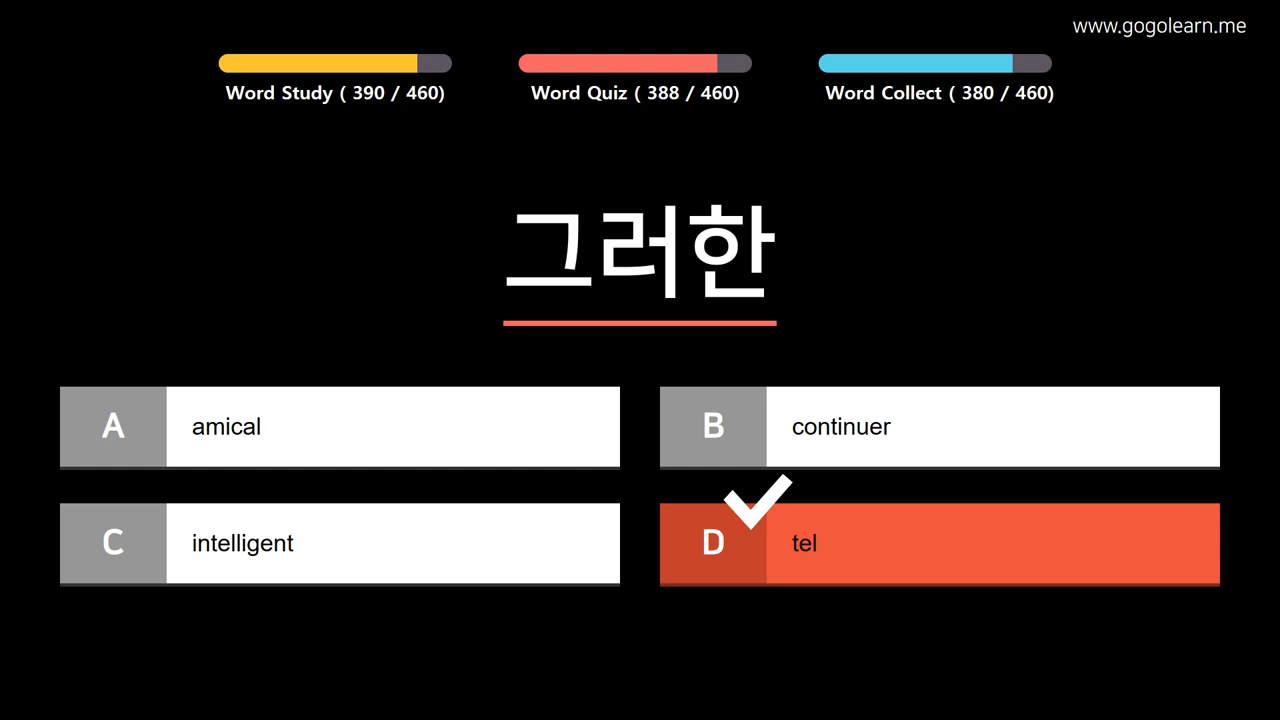 www.gogolearn.me
Word Study ( 390 / 460)
Word Quiz ( 388 / 460)
Word Collect ( 380 / 460)
그러한
A
amical
B
continuer
C
intelligent
D
tel